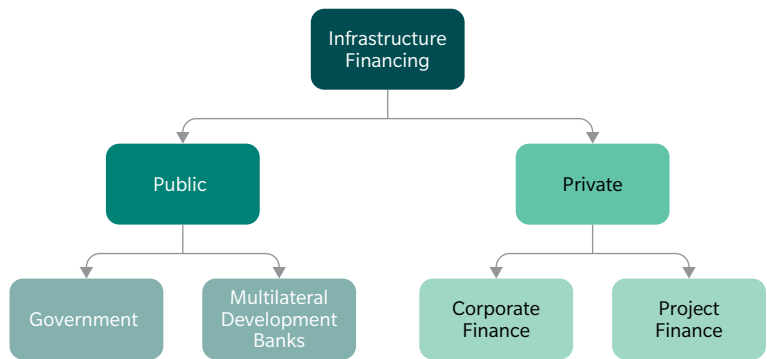 Infrastructure
Financing
Public
Private
Government
Multilateral
Development
Banks
Corporate
Finance
Project
Finance